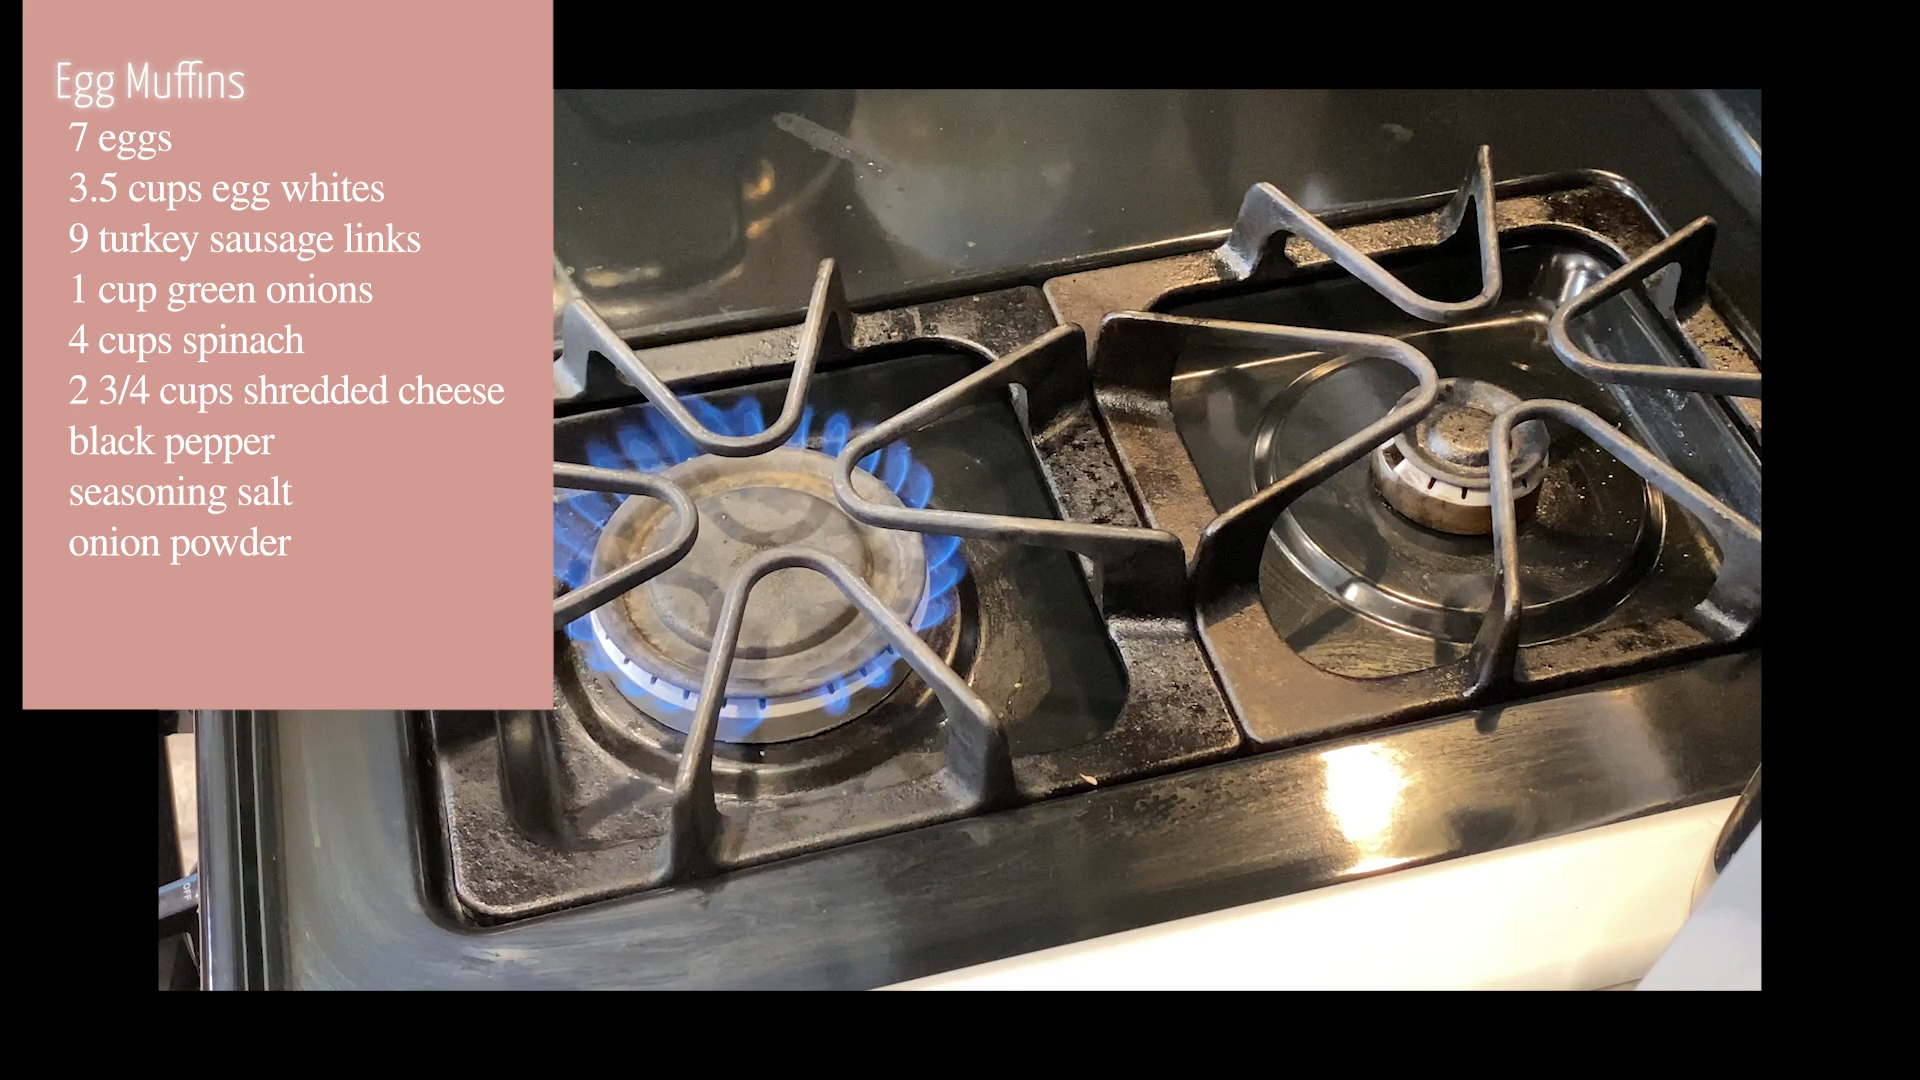 Egg Muffins
7 eggs
3.5 cups egg whites
9 turkey sausage links
1 cup green onions
4 cups spinach
2 3/4 cups shredded cheese
black pepper
seasoning salt
onion powder
OFF